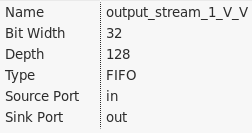 Name output_stream_1_V_V
Bit Width 32
Depth 128
Type FIFO
Source Port in
Sink Port out